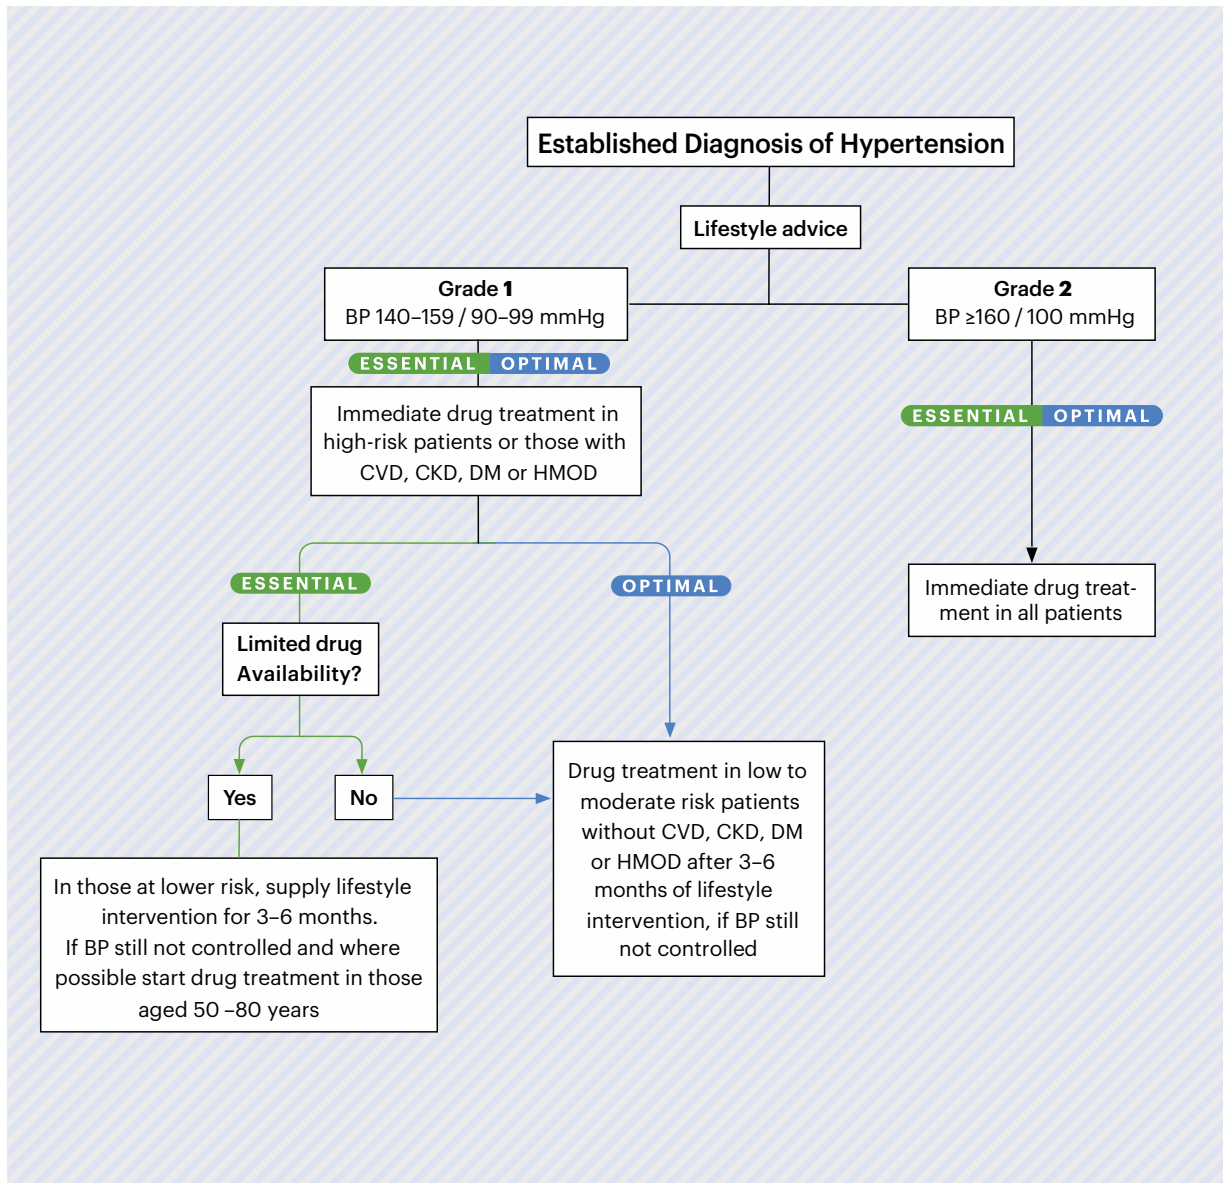 Established Diagnosis of Hypertension
Lifestyle advice
Grade 1
BP 140–159 / 90–99 mmHg
ESSENTIAL OPTIMAL
Immediate drug treatment in
high-risk patients or those with
CVD, CKD, DM or HMOD
Grade 2
BP ≥160 / 100 mmHg
ESSENTIAL OPTIMAL
Immediate drug treat-
ment in all patients
ESSENTIAL
Limited drug
Availability?
Yes
No
In those at lower risk, supply lifestyle
intervention for 3–6 months.
If BP still not controlled and where
possible start drug treatment in those
aged 50 –80 years
OPTIMAL
Drug treatment in low to
moderate risk patients
without CVD, CKD, DM
or HMOD after 3–6
months of lifestyle
intervention, if BP still
not controlled